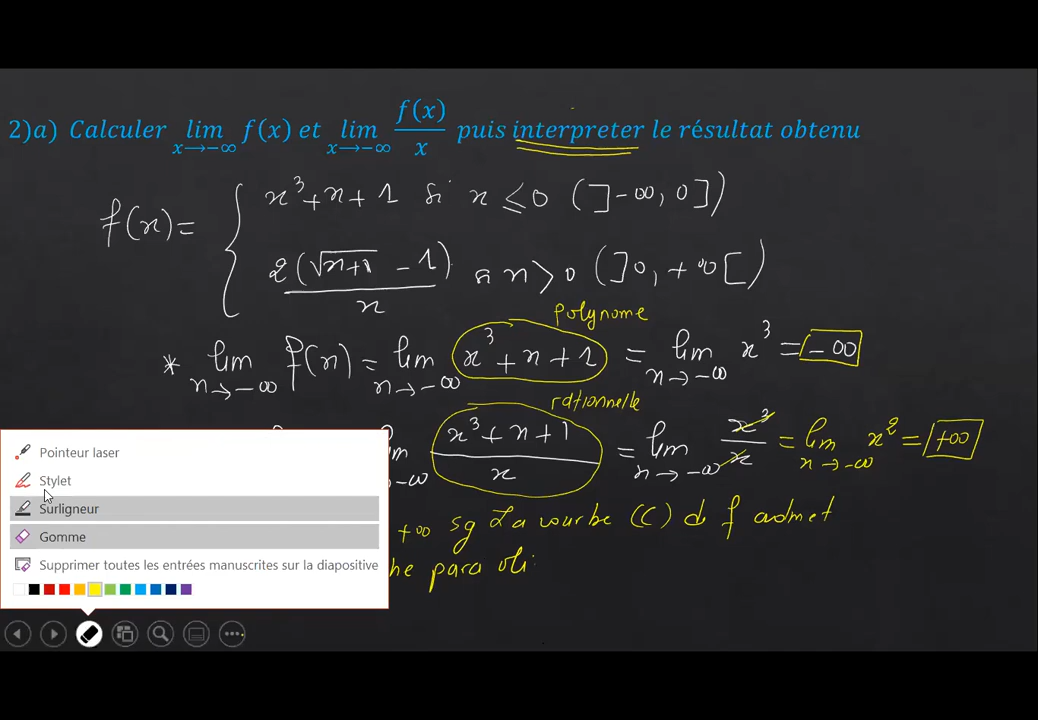 2)a) Calculer lim x→−∞ f(x) et lim x→−∞ f(x)/x puis interpreter le résultat obtenu
f(x) = { x³ + x + 1 si x ≤ 0 (]-∞, 0])
2(√x+1 - 1)/x si x > 0 (]0, +∞[)
polynome
* lim x→-∞ f(x) = lim x→-∞ x³ + x + 1 = lim x→-∞ x³ = -∞
rationnelle
x³ + x + 1 / x = lim x→-∞ x³/x = lim x→-∞ x² = +∞
+∞ sg La courbe (C) de f admet
he paraboli
Pointeur laser
Stylet
Surligneur
Gomme
Supprimer toutes les entrées manuscrites sur la diapositive